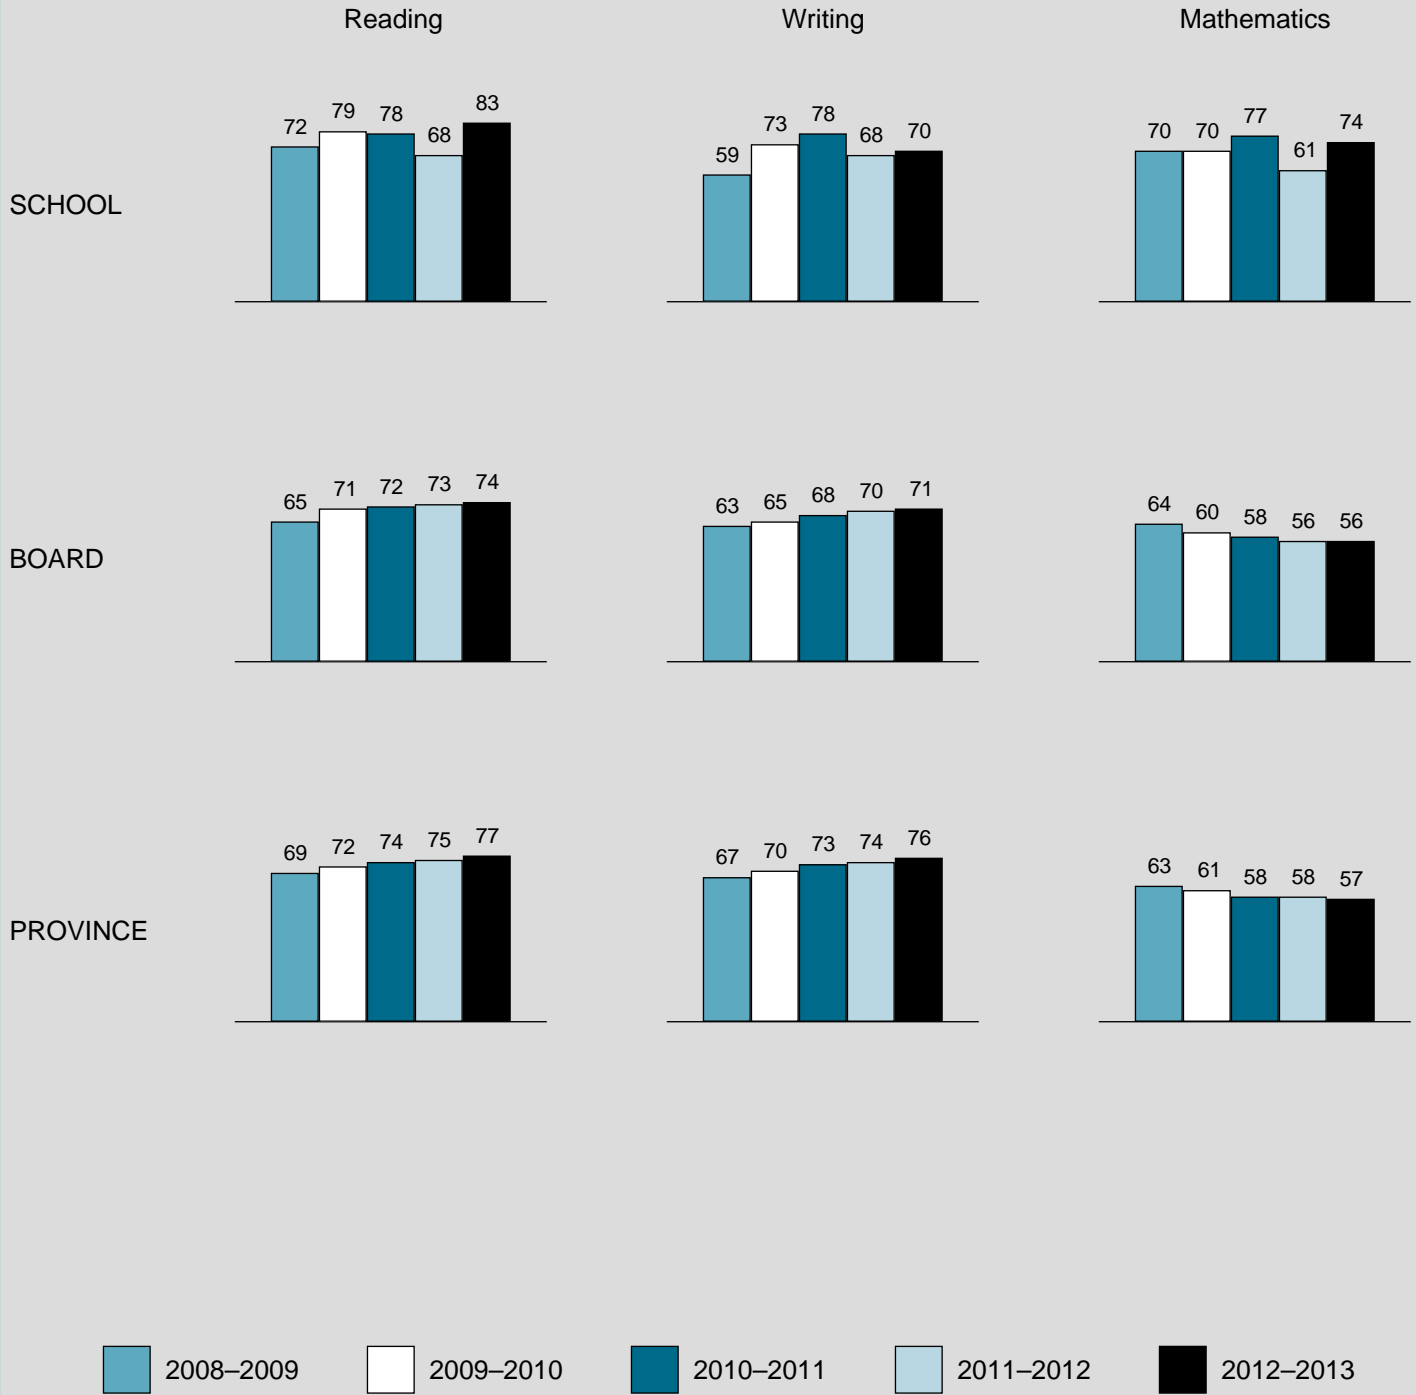 Reading Writing Mathematics
72 79 78 68 83
59 73 78 68 70
70 70 77 61 74
SCHOOL
65 71 72 73 74
63 65 68 70 71
64 60 58 56 56
BOARD
69 72 74 75 77
67 70 73 74 76
63 61 58 58 57
PROVINCE
2008–2009 2009–2010 2010–2011 2011–2012 2012–2013